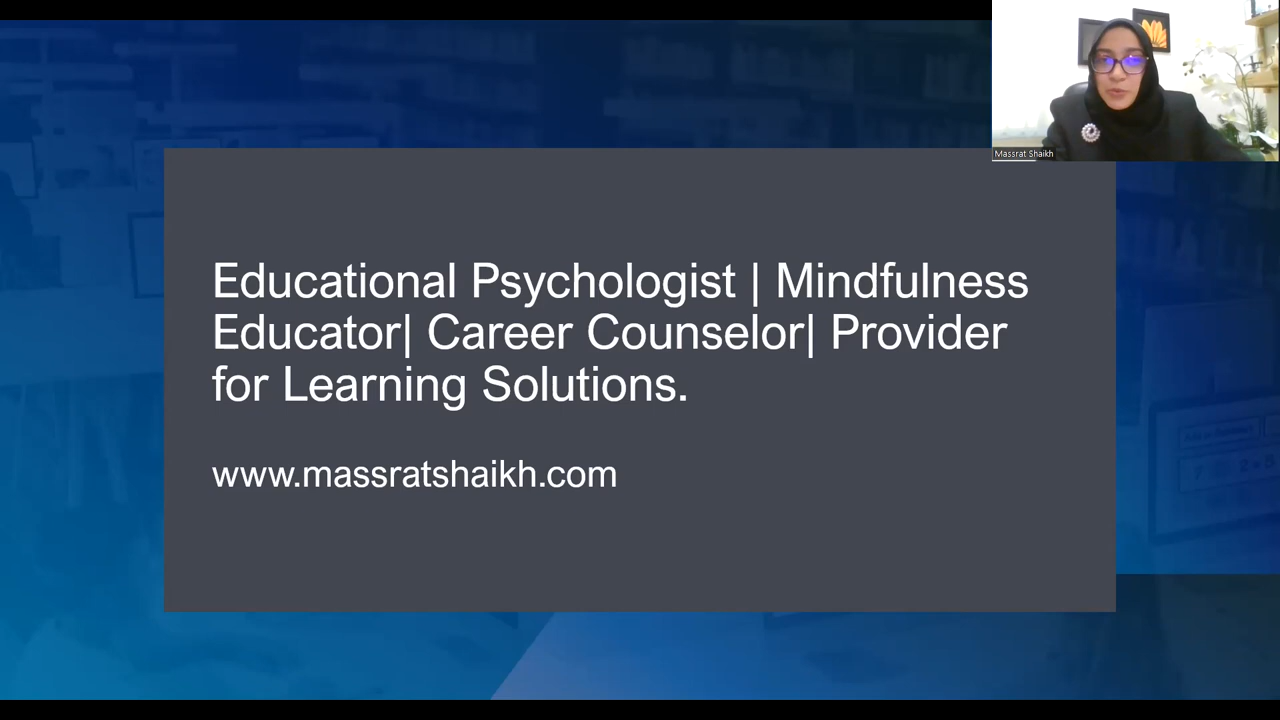 Massrat Shaikh
Educational Psychologist | Mindfulness
Educator| Career Counselor| Provider
for Learning Solutions.
www.massratshaikh.com